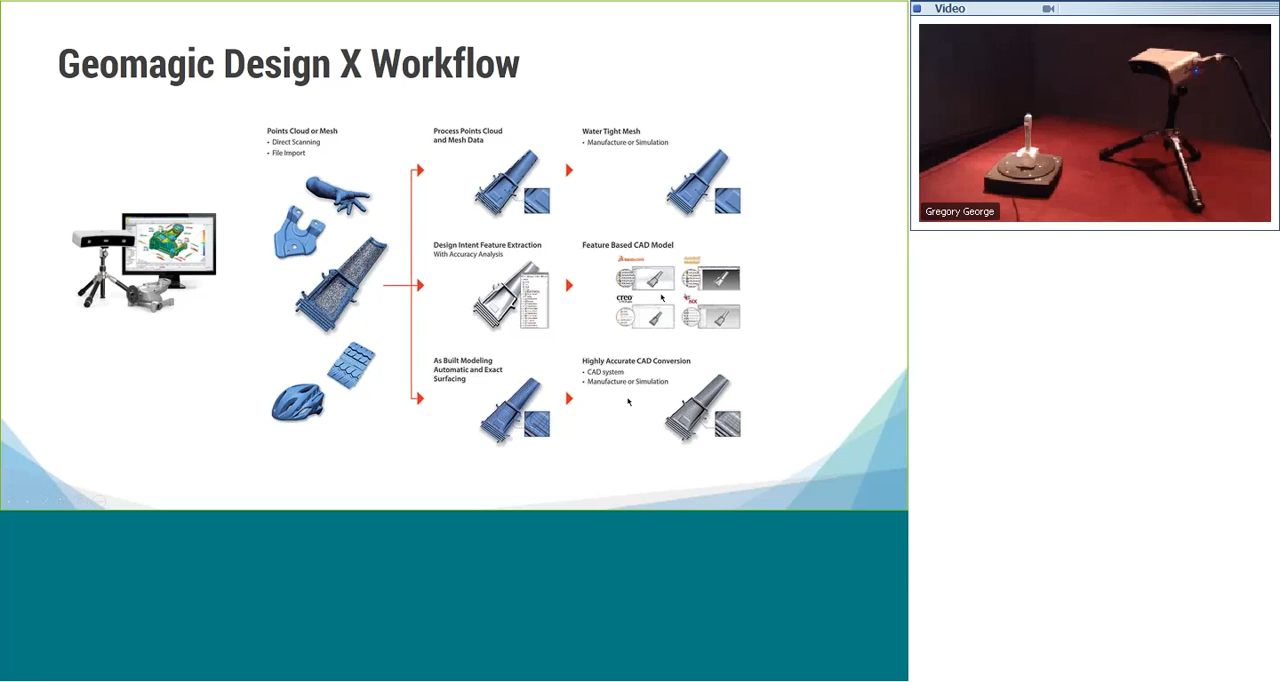 Geomagic Design X Workflow
Points Cloud or Mesh
• Direct Scanning
• File Import
Process Points Cloud
and Mesh Data
Water Tight Mesh
• Manufacture or Simulation
Design Intent Feature Extraction
With Accuracy Analysis
Feature Based CAD Model
creo
NX
As Built Modeling
Automatic and Exact
Surfacing
Highly Accurate CAD Conversion
• CAD system
• Manufacture or Simulation
Video
Gregory George